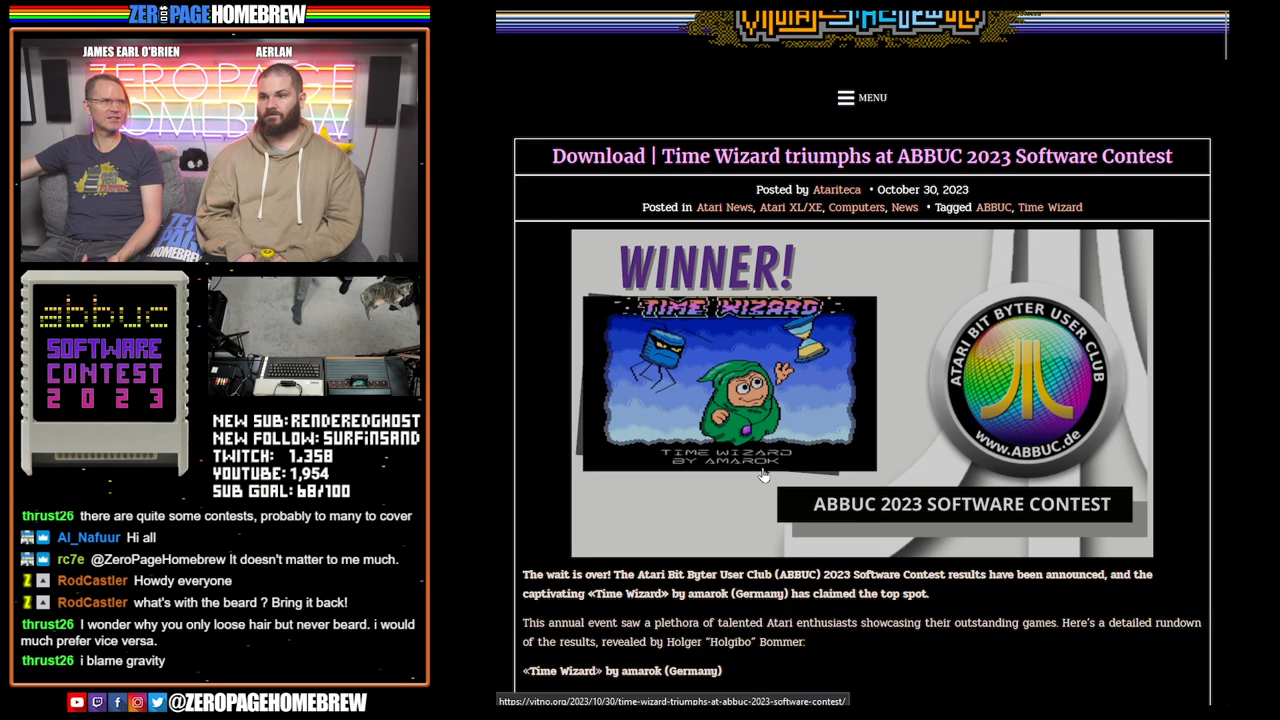 ZEROPAGE HOMEBREW
JAMES EARL O'BRIEN
AERLAN
ZEROPAGE
HOMEBREW
ZERO
PAGE
HOMEBREW
abbuc
SOFTWARE
CONTEST
2023
NEW SUB: RENDEREDGHOST
NEW FOLLOW: SURFINSAND
TWITCH: 1,358
YOUTUBE: 1,954
SUB GOAL: 68/100
thrust26 there are quite some contests, probably to many to cover
Al_Nafuur Hi all
rc7e @ZeroPageHomebrew It doesn't matter to me much.
RodCastler Howdy everyone
RodCastler what's with the beard ? Bring it back!
thrust26 I wonder why you only loose hair but never beard. i would
much prefer vice versa.
thrust26 i blame gravity
@ZEROPAGEHOMEBREW
MENU
Download | Time Wizard triumphs at ABBUC 2023 Software Contest
Posted by Atariteca • October 30, 2023
Posted in Atari News, Atari XL/XE, Computers, News • Tagged ABBUC, Time Wizard
WINNER!
TIME WIZARD
TIME WIZARD
BY AMAROK
ATARI BIT BYTER USER CLUB
www.ABBUC.de
ABBUC 2023 SOFTWARE CONTEST
The wait is over! The Atari Bit Byter User Club (ABBUC) 2023 Software Contest results have been announced, and the
captivating «Time Wizard» by amarok (Germany) has claimed the top spot.
This annual event saw a plethora of talented Atari enthusiasts showcasing their outstanding games. Here's a detailed rundown
of the results, revealed by Holger "Holgibo" Bommer:
«Time Wizard» by amarok (Germany)
https://vitno.org/2023/10/30/time-wizard-triumphs-at-abbuc-2023-software-contest/